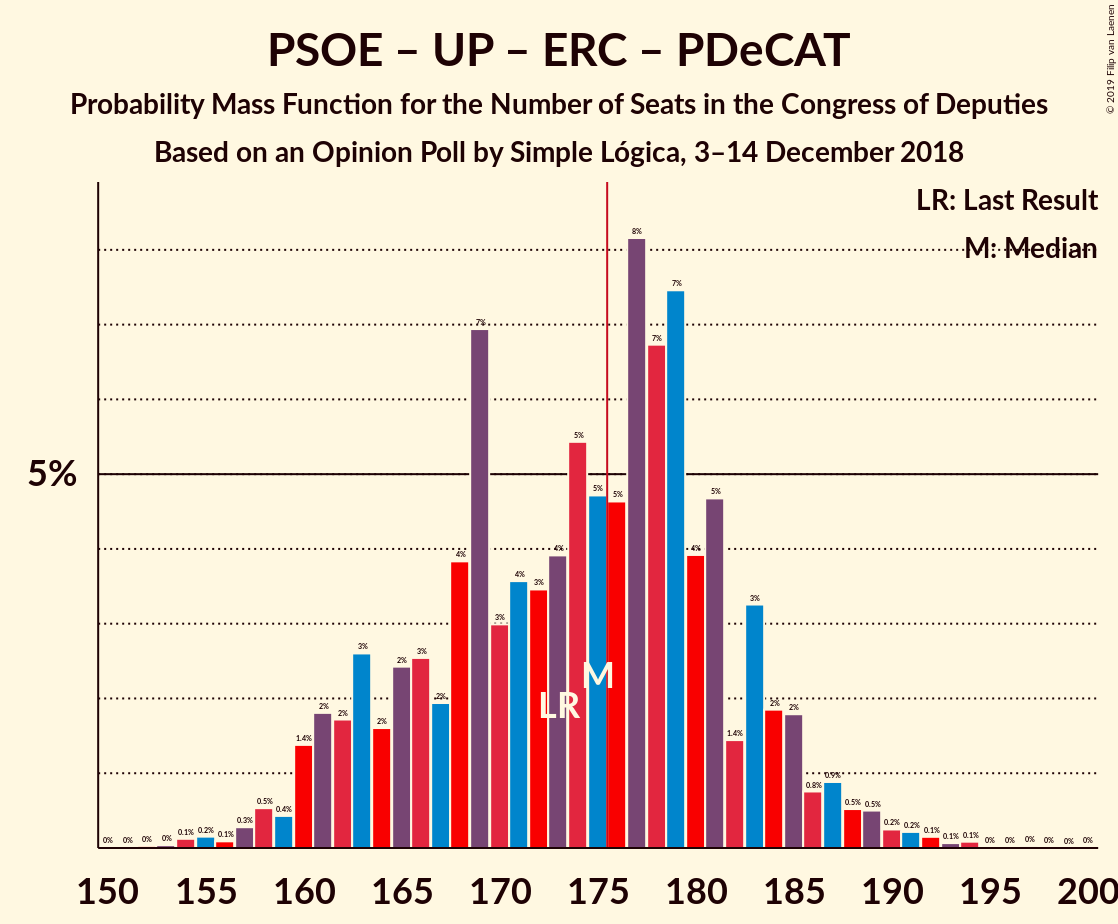 PSOE – UP – ERC – PDeCAT
Probability Mass Function for the Number of Seats in the Congress of Deputies
Based on an Opinion Poll by Simple Lógica, 3–14 December 2018
© 2019 Filip van Laenen
LR: Last Result
M: Median
5%
0% 0% 0% 0% 0.1% 0.2% 0.1% 0.3% 0.5% 0.4% 1.4% 2% 2% 3% 2% 2% 3% 2% 4% 7% 3% 4% 3% 4% 5% 5% 5% 8% 7% 7% 4% 5% 1.4% 3% 2% 2% 0.8% 0.9% 0.5% 0.5% 0.2% 0.2% 0.1% 0.1% 0.1% 0% 0% 0% 0% 0% 0%
M
LR
150 155 160 165 170 175 180 185 190 195 200